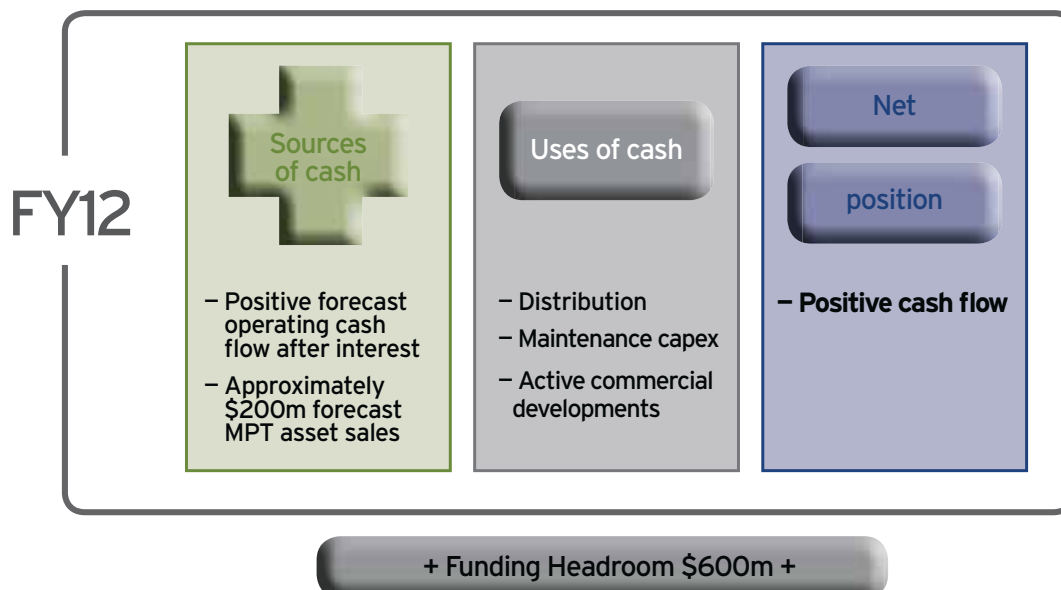 FY12
Sources
of cash
– Positive forecast
operating cash
flow after interest
– Approximately
$200m forecast
MPT asset sales
Uses of cash
– Distribution
– Maintenance capex
– Active commercial
developments
Net
position
– Positive cash flow
+ Funding Headroom $600m +